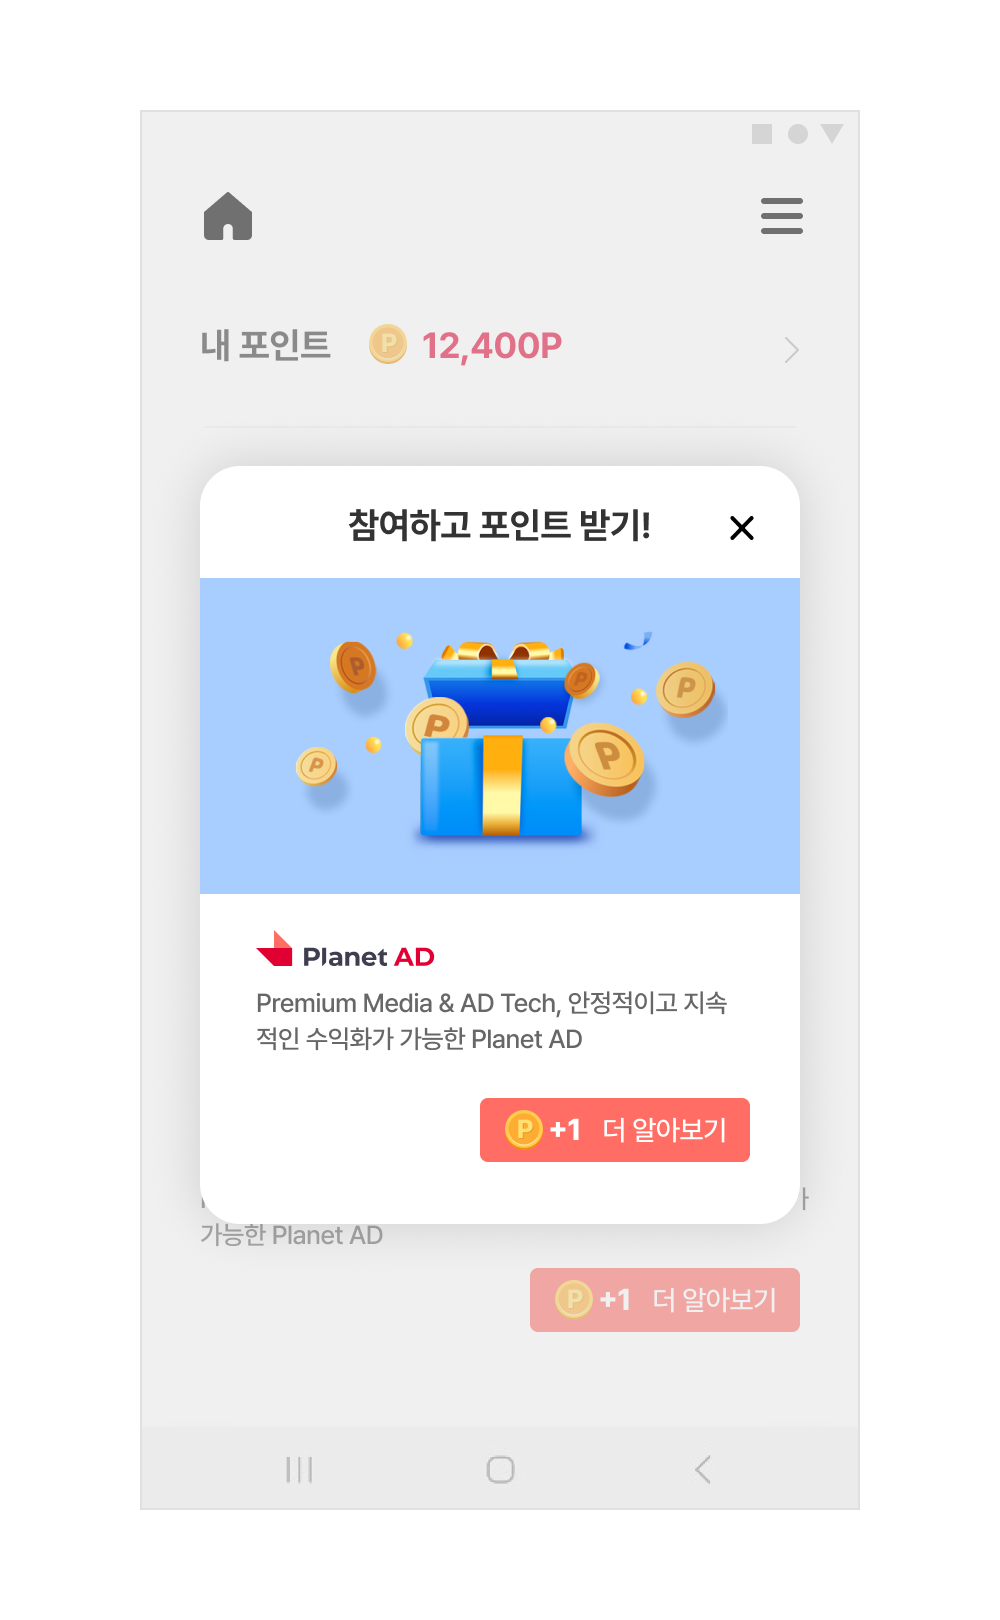 내 포인트 P 12,400P
참여하고 포인트 받기!
P
P
P
P
P
P
Planet AD
Premium Media & AD Tech, 안정적이고 지속
적인 수익화가 가능한 Planet AD
P +1 더 알아보기
가능한 Planet AD
P +1 더 알아보기